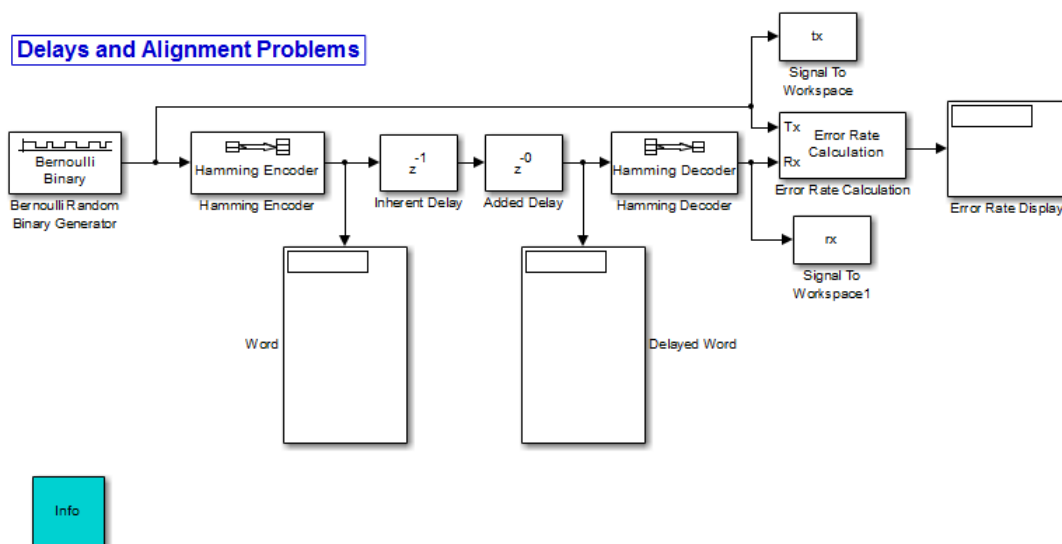 Delays and Alignment Problems
tx
Signal To
Workspace
Bernoulli
Binary
Bernoulli Random
Binary Generator
Hamming Encoder
Hamming Encoder
-1
z
Inherent Delay
-0
z
Added Delay
Hamming Decoder
Hamming Decoder
Tx
Rx
Error Rate
Calculation
Error Rate Calculation
Error Rate Display
rx
Signal To
Workspace1
Word
Delayed Word
Info